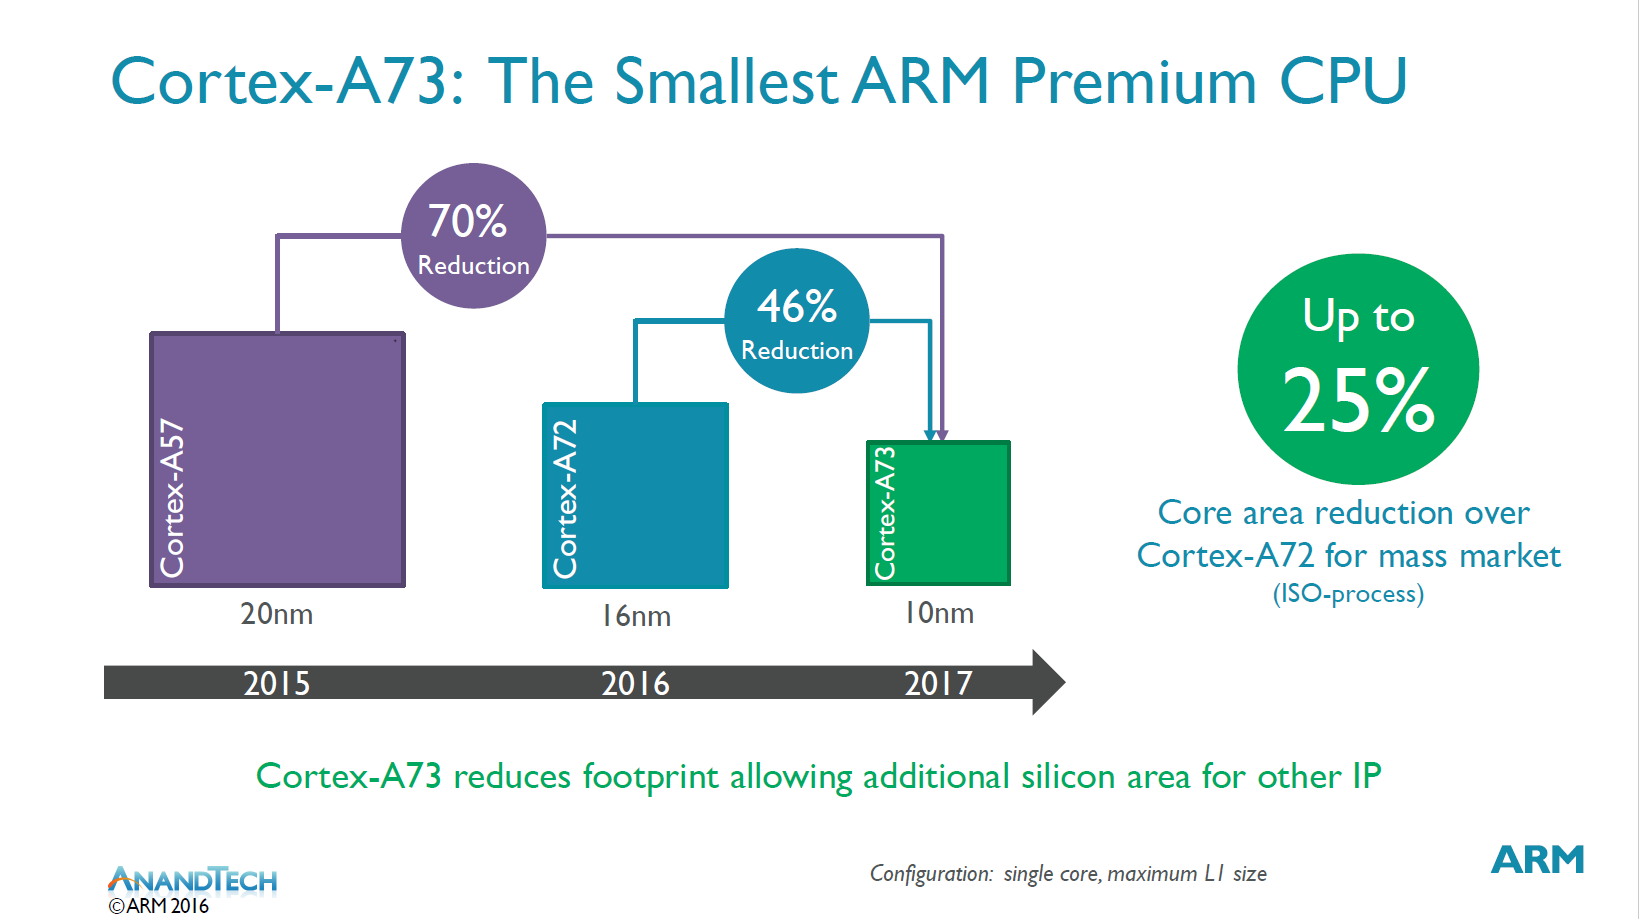 Cortex-A73: The Smallest ARM Premium CPU
70%
Reduction
46%
Reduction
Cortex-A57
Cortex-A72
Cortex-A73
20nm
16nm
10nm
2015
2016
2017
Up to
25%
Core area reduction over
Cortex-A72 for mass market
(ISO-process)
Cortex-A73 reduces footprint allowing additional silicon area for other IP
ANANDTECH
©ARM 2016
Configuration: single core, maximum L1 size
ARM